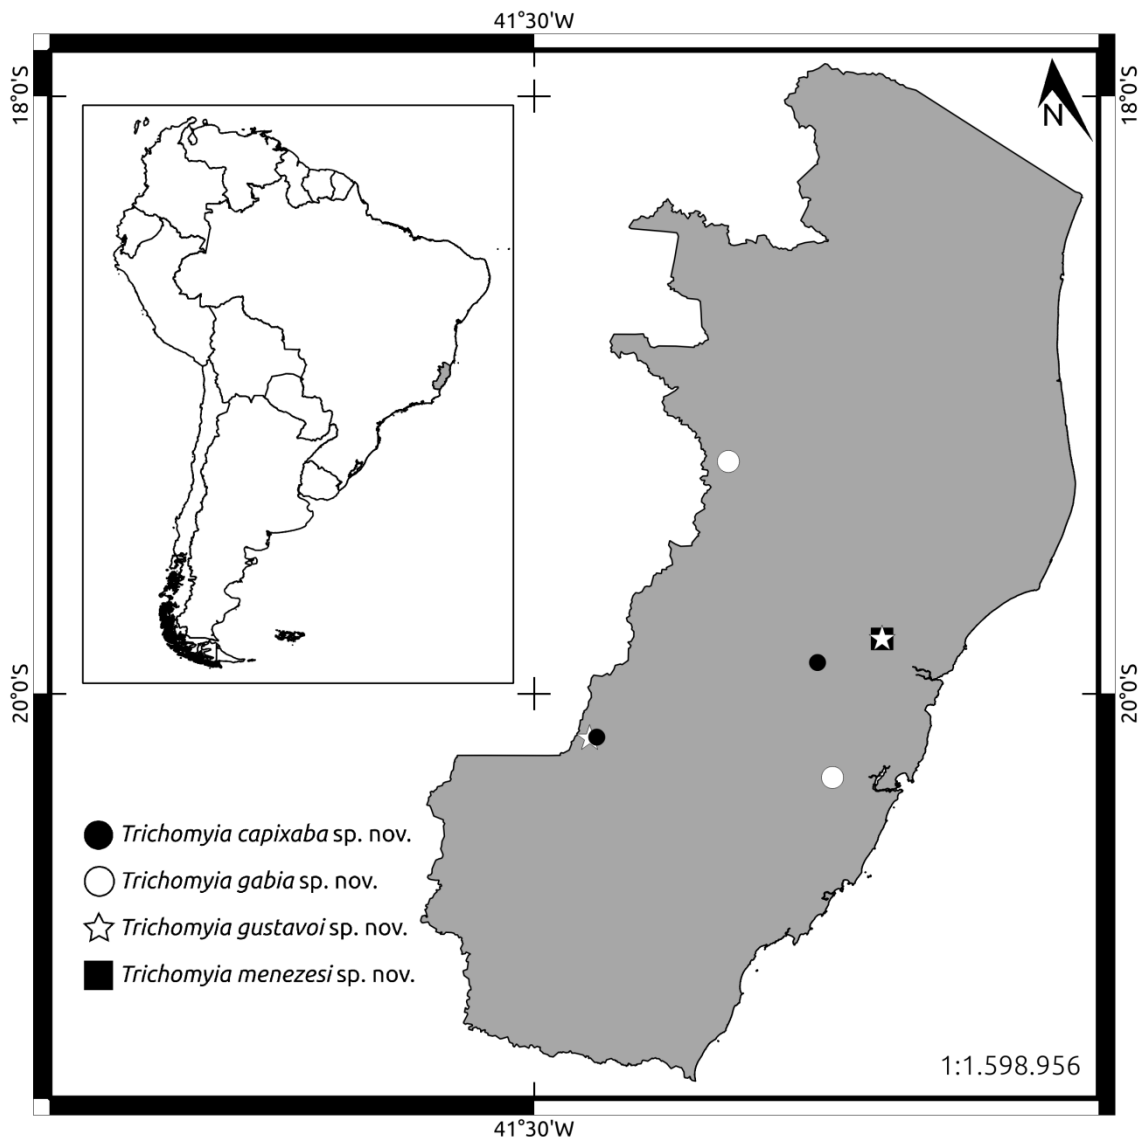 41°30'W
18°0'S
18°0'S
N
20°0'S
20°0'S
Trichomyia capixaba sp. nov.
Trichomyia gabia sp. nov.
Trichomyia gustavoi sp. nov.
Trichomyia menezesi sp. nov.
1:1.598.956
41°30'W